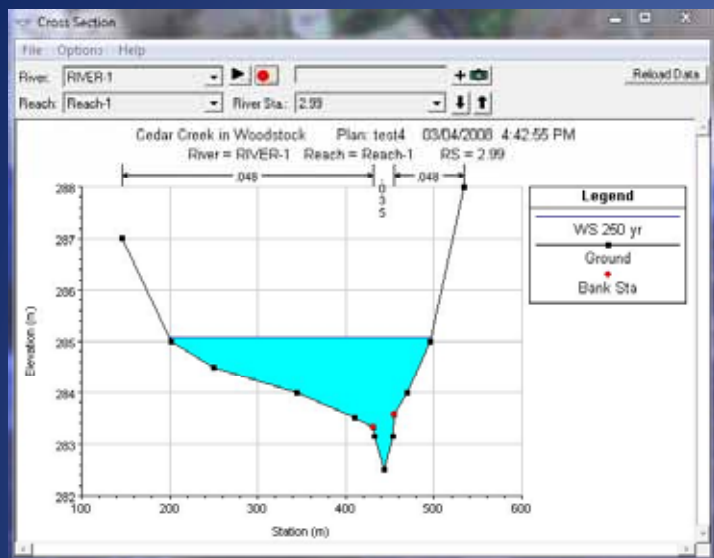 Cross Section
File Options Help
River: RIVER-1 Reload Data
Reach: Reach-1 River Sta.: 2.99
Cedar Creek in Woodstock Plan: test4 03/04/2008 4:42:55 PM
River = RIVER-1 Reach = Reach-1 RS = 2.99
.048 .035 .048
Legend
WS 250 yr
Ground
Bank Sta
288
287
286
285
284
283
282
Elevation (m)
100 200 300 400 500 600
Station (m)